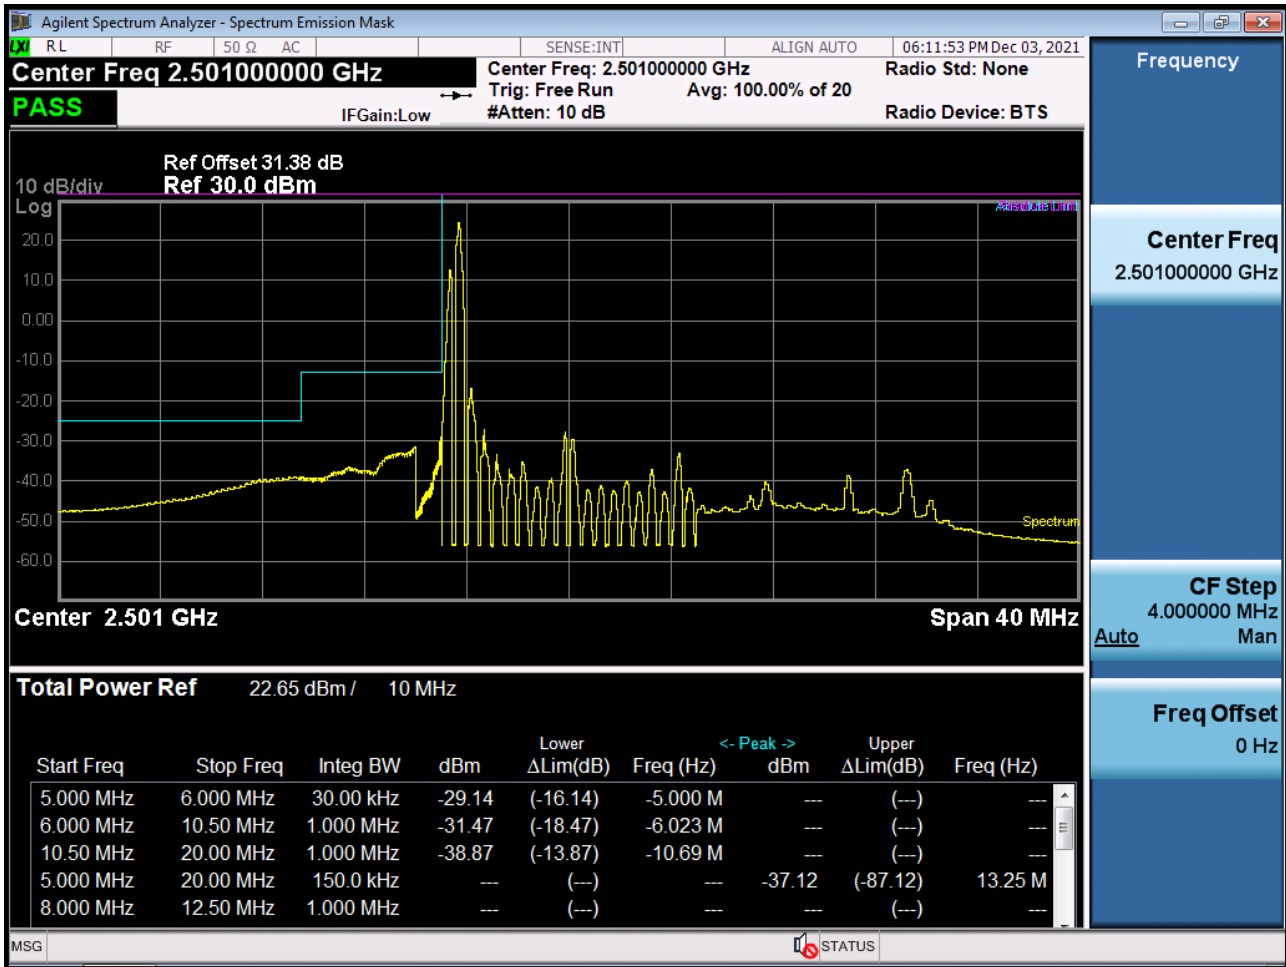 Agilent Spectrum Analyzer - Spectrum Emission Mask
LXI RL RF 50 Ω AC SENSE:INT ALIGN AUTO 06:11:53 PM Dec 03, 2021
Center Freq 2.501000000 GHz Center Freq: 2.501000000 GHz Radio Std: None
Trig: Free Run Avg: 100.00% of 20
PASS IFGain:Low #Atten: 10 dB Radio Device: BTS
Ref Offset 31.38 dB
10 dB/div Ref 30.0 dBm
Log
Absolute Limit
20.0
10.0
0.00
-10.0
-20.0
-30.0
-40.0
-50.0
Spectrum
-60.0
Center 2.501 GHz Span 40 MHz
Total Power Ref 22.65 dBm / 10 MHz
Lower <- Peak -> Upper
Start Freq Stop Freq Integ BW dBm ΔLim(dB) Freq (Hz) dBm ΔLim(dB) Freq (Hz)
5.000 MHz 6.000 MHz 30.00 kHz -29.14 (-16.14) -5.000 M --- (---) ---
6.000 MHz 10.50 MHz 1.000 MHz -31.47 (-18.47) -6.023 M --- (---) ---
10.50 MHz 20.00 MHz 1.000 MHz -38.87 (-13.87) -10.69 M --- (---) ---
5.000 MHz 20.00 MHz 150.0 kHz --- (---) --- -37.12 (-87.12) 13.25 M
8.000 MHz 12.50 MHz 1.000 MHz --- (---) --- --- (---) ---
MSG STATUS
Frequency
Center Freq
2.501000000 GHz
CF Step
4.000000 MHz
Auto Man
Freq Offset
0 Hz